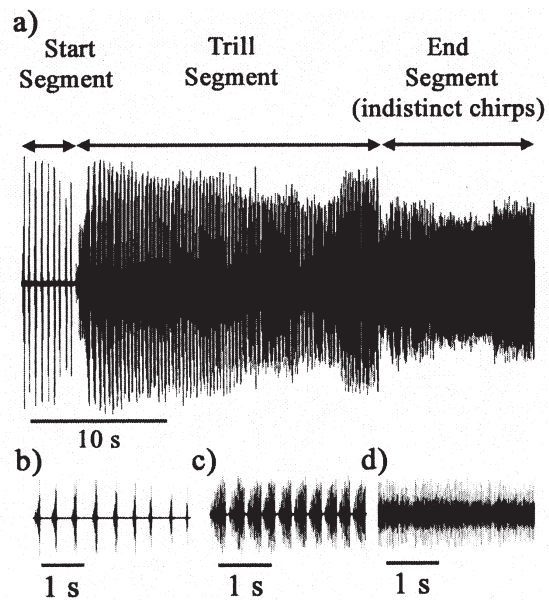 a)
Start
Segment
Trill
Segment
End
Segment
(indistinct chirps)
10 s
b)
c)
d)
1 s
1 s
1 s